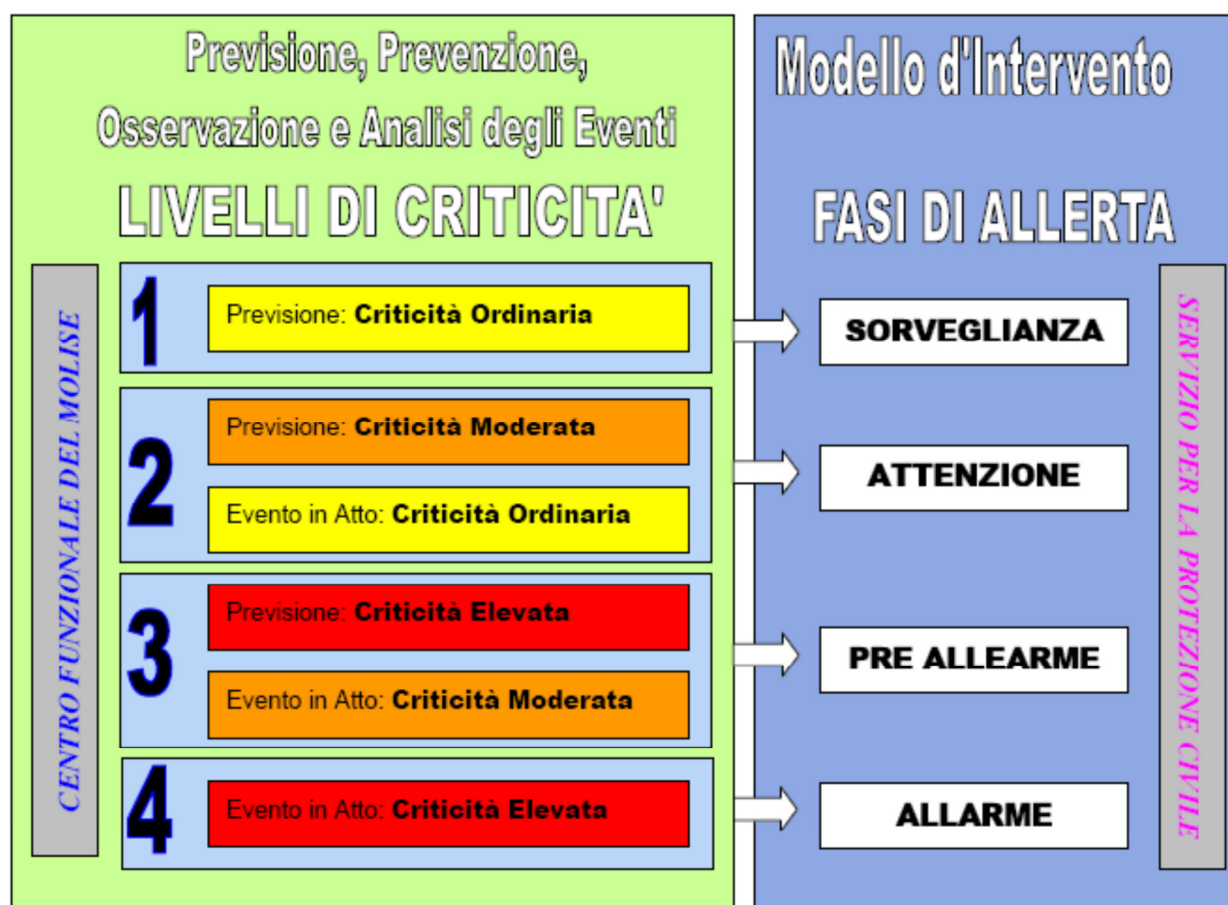 Previsione, Prevenzione,
Osservazione e Analisi degli Eventi
LIVELLI DI CRITICITA'
CENTRO FUNZIONALE DEL MOLISE
1
Previsione: Criticità Ordinaria
2
Previsione: Criticità Moderata
Evento in Atto: Criticità Ordinaria
3
Previsione: Criticità Elevata
Evento in Atto: Criticità Moderata
4
Evento in Atto: Criticità Elevata
Modello d'Intervento
FASI DI ALLERTA
SORVEGLIANZA
ATTENZIONE
PRE ALLEARME
ALLARME
SERVIZIO PER LA PROTEZIONE CIVILE